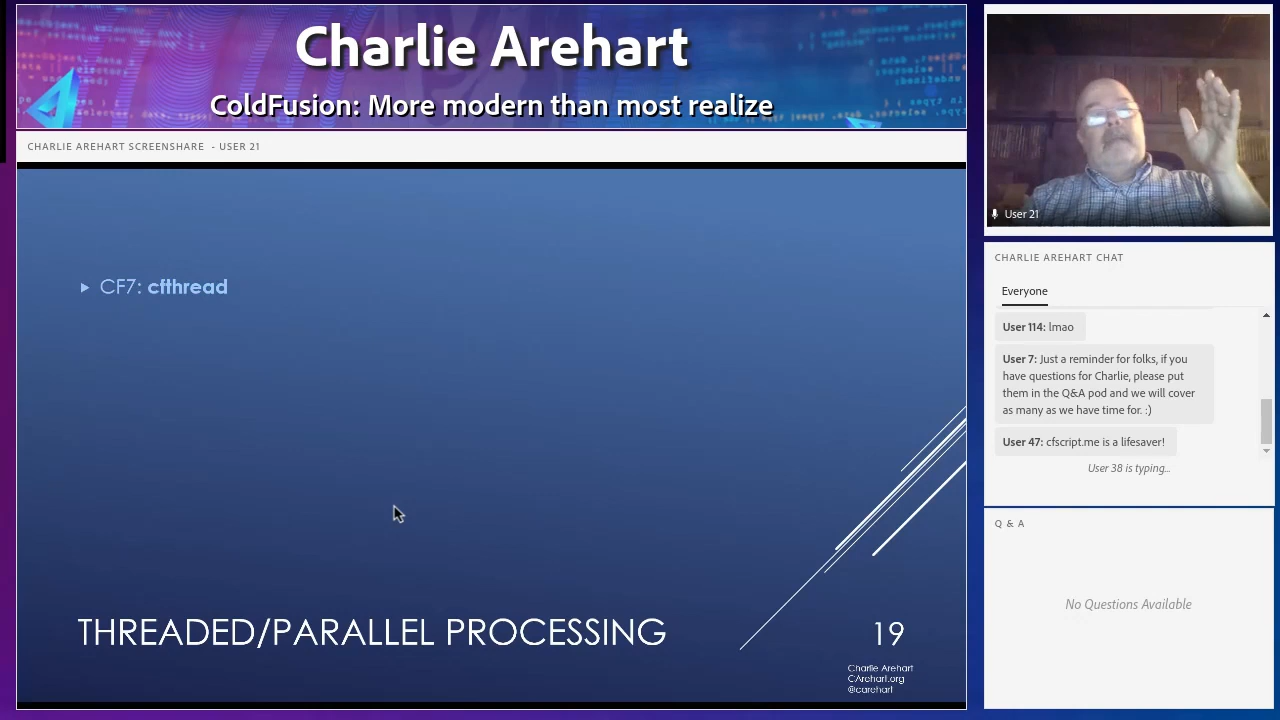 Charlie Arehart
ColdFusion: More modern than most realize
CHARLIE AREHART SCREENSHARE - USER 21
CF7: cfthread
THREADED/PARALLEL PROCESSING
19
Charlie Arehart
CArehart.org
@carehart
User 21
CHARLIE AREHART CHAT
Everyone
User 114: lmao
User 7: Just a reminder for folks, if you
have questions for Charlie, please put
them in the Q&A pod and we will cover
as many as we have time for. :)
User 47: cfscript.me is a lifesaver!
User 38 is typing...
Q & A
No Questions Available